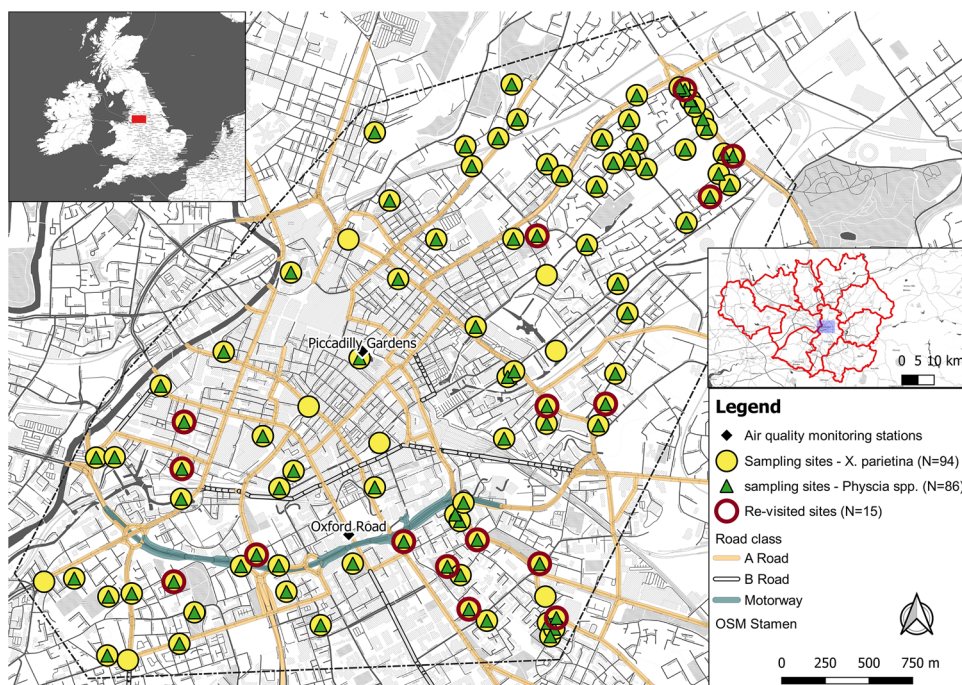 Piccadilly Gardens
Oxford Road
0 5 10 km
Legend
Air quality monitoring stations
Sampling sites - X. parietina (N=94)
sampling sites - Physcia spp. (N=86)
Re-visited sites (N=15)
Road class
A Road
B Road
Motorway
OSM Stamen
0 250 500 750 m